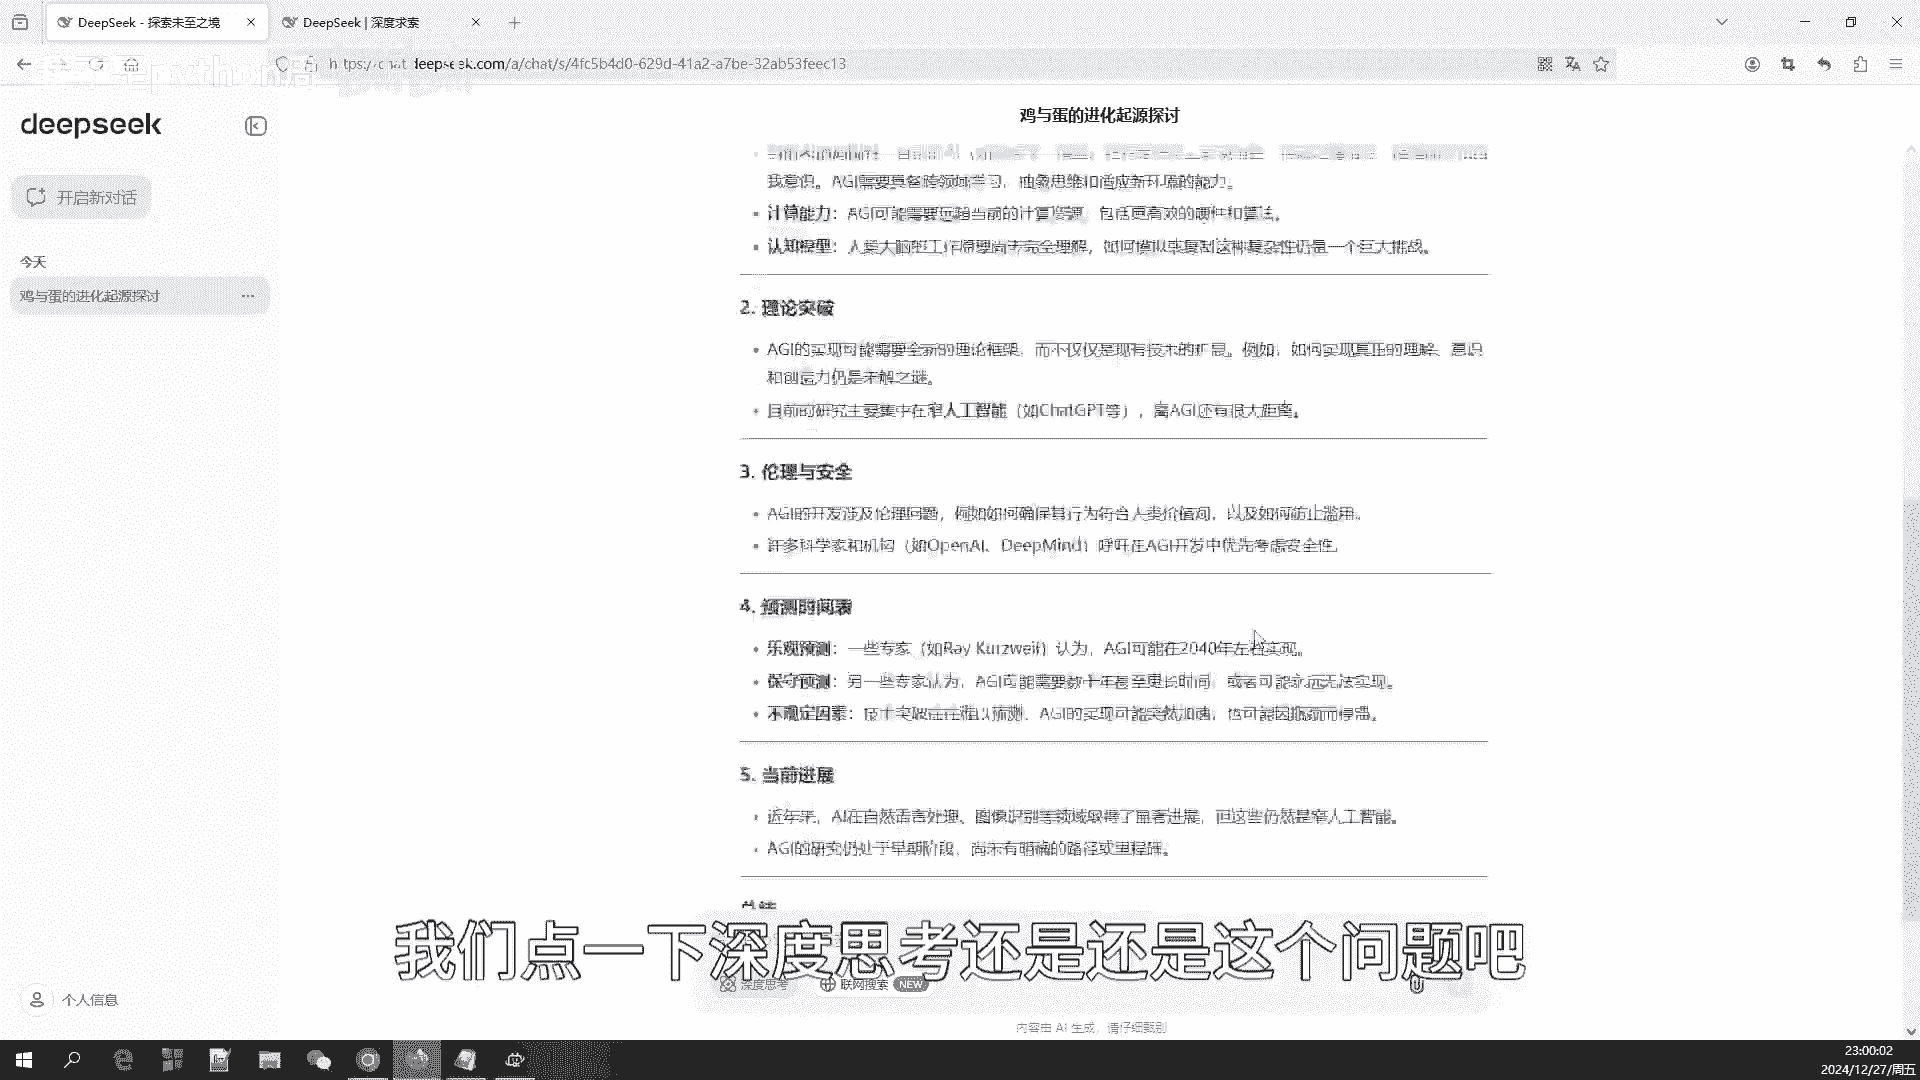 DeepSeek - 探索未至之境
DeepSeek | 深度求索
https://chat.deepseek.com/a/chat/s/4fc5b4d0-629d-41a2-a7be-32ab53feec13
deepseek
鸡与蛋的进化起源探讨
开启新对话
今天
鸡与蛋的进化起源探讨
我意识。AGI需要具备跨领域学习、抽象思维和适应新环境的能力。
计算能力：AGI可能需要远超当前的计算资源，包括更高效的硬件和算法。
认知模型：人类大脑的工作原理尚未完全理解，如何模拟或复制这种复杂性仍是一个巨大挑战。
2. 理论突破
AGI的实现可能需要全新的理论框架，而不仅仅是现有技术的扩展。例如，如何实现真正的理解、意识
和创造力仍是未解之谜。
目前的研究主要集中在窄人工智能（如ChatGPT等），离AGI还有很大距离。
3. 伦理与安全
AGI的开发涉及伦理问题，例如如何确保其行为符合人类价值观，以及如何防止滥用。
许多科学家和机构（如OpenAI、DeepMind）呼吁在AGI开发中优先考虑安全性。
4. 预测时间表
乐观预测：一些专家（如Ray Kurzweil）认为，AGI可能在2040年左右实现。
保守预测：另一些专家认为，AGI可能需要数十年甚至更长时间，或者可能永远无法实现。
不确定因素：技术突破往往难以预测，AGI的实现可能突然加速，也可能因瓶颈而停滞。
5. 当前进展
近年来，AI在自然语言处理、图像识别等领域取得了显著进展，但这些仍然是窄人工智能。
AGI的研究仍处于早期阶段，尚未有明确的路径或里程碑。
总结
我们点一下深度思考还是还是这个问题吧
深度思考 联网搜索 NEW
个人信息
内容由 AI 生成，请仔细甄别
23:00:02
2024/12/27/周五